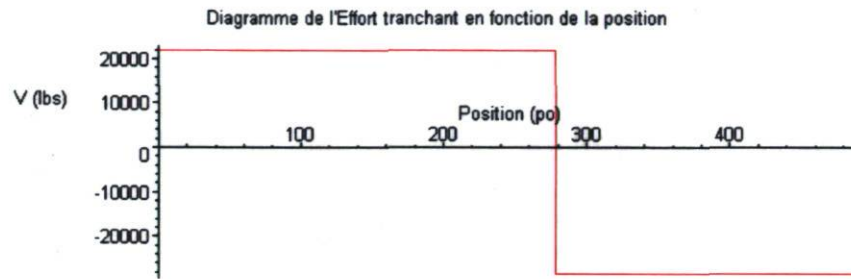 Diagramme de l'Effort tranchant en fonction de la position
20000
V (lbs)
10000
Position (po)
100 200 300 400
0
-10000
-20000